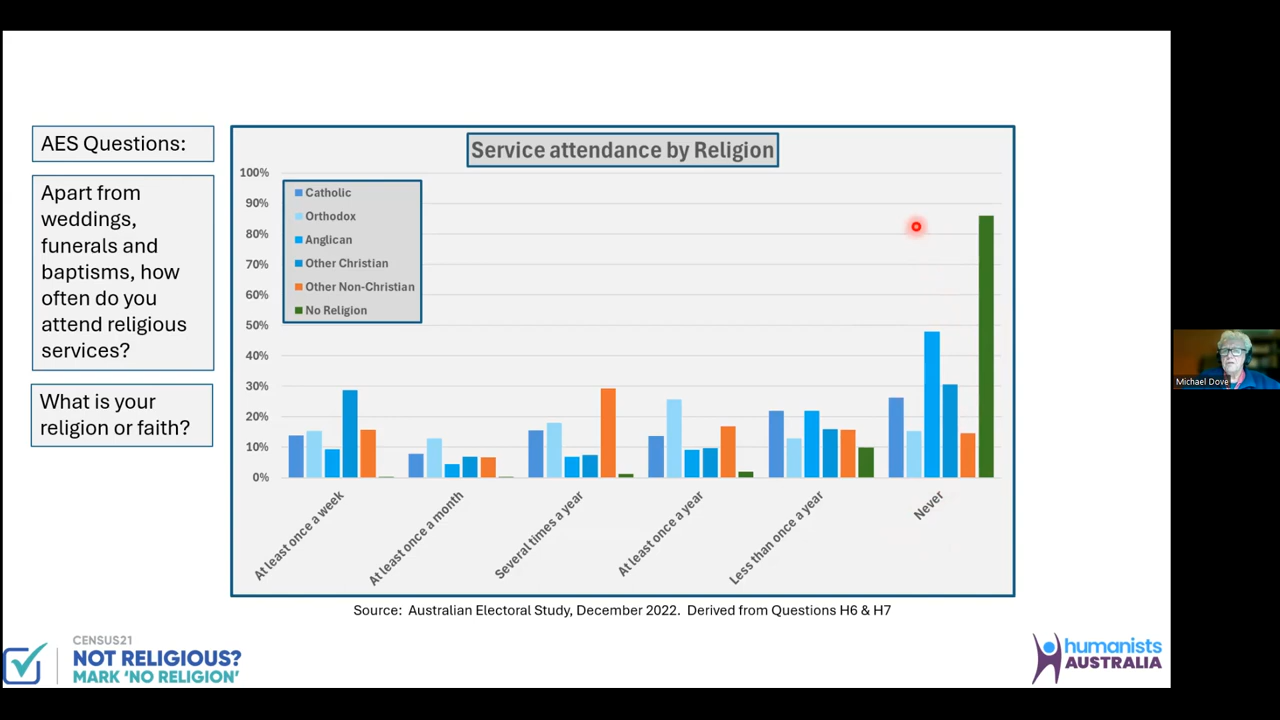 AES Questions:
Apart from
weddings,
funerals and
baptisms, how
often do you
attend religious
services?
What is your
religion or faith?
Service attendance by Religion
100%
90%
80%
70%
60%
50%
40%
30%
20%
10%
0%
Catholic
Orthodox
Anglican
Other Christian
Other Non-Christian
No Religion
At least once a week
At least once a month
Several times a year
At least once a year
Less than once a year
Never
Source: Australian Electoral Study, December 2022. Derived from Questions H6 & H7
CENSUS21
NOT RELIGIOUS?
MARK 'NO RELIGION'
humanists
AUSTRALIA
Michael Dove